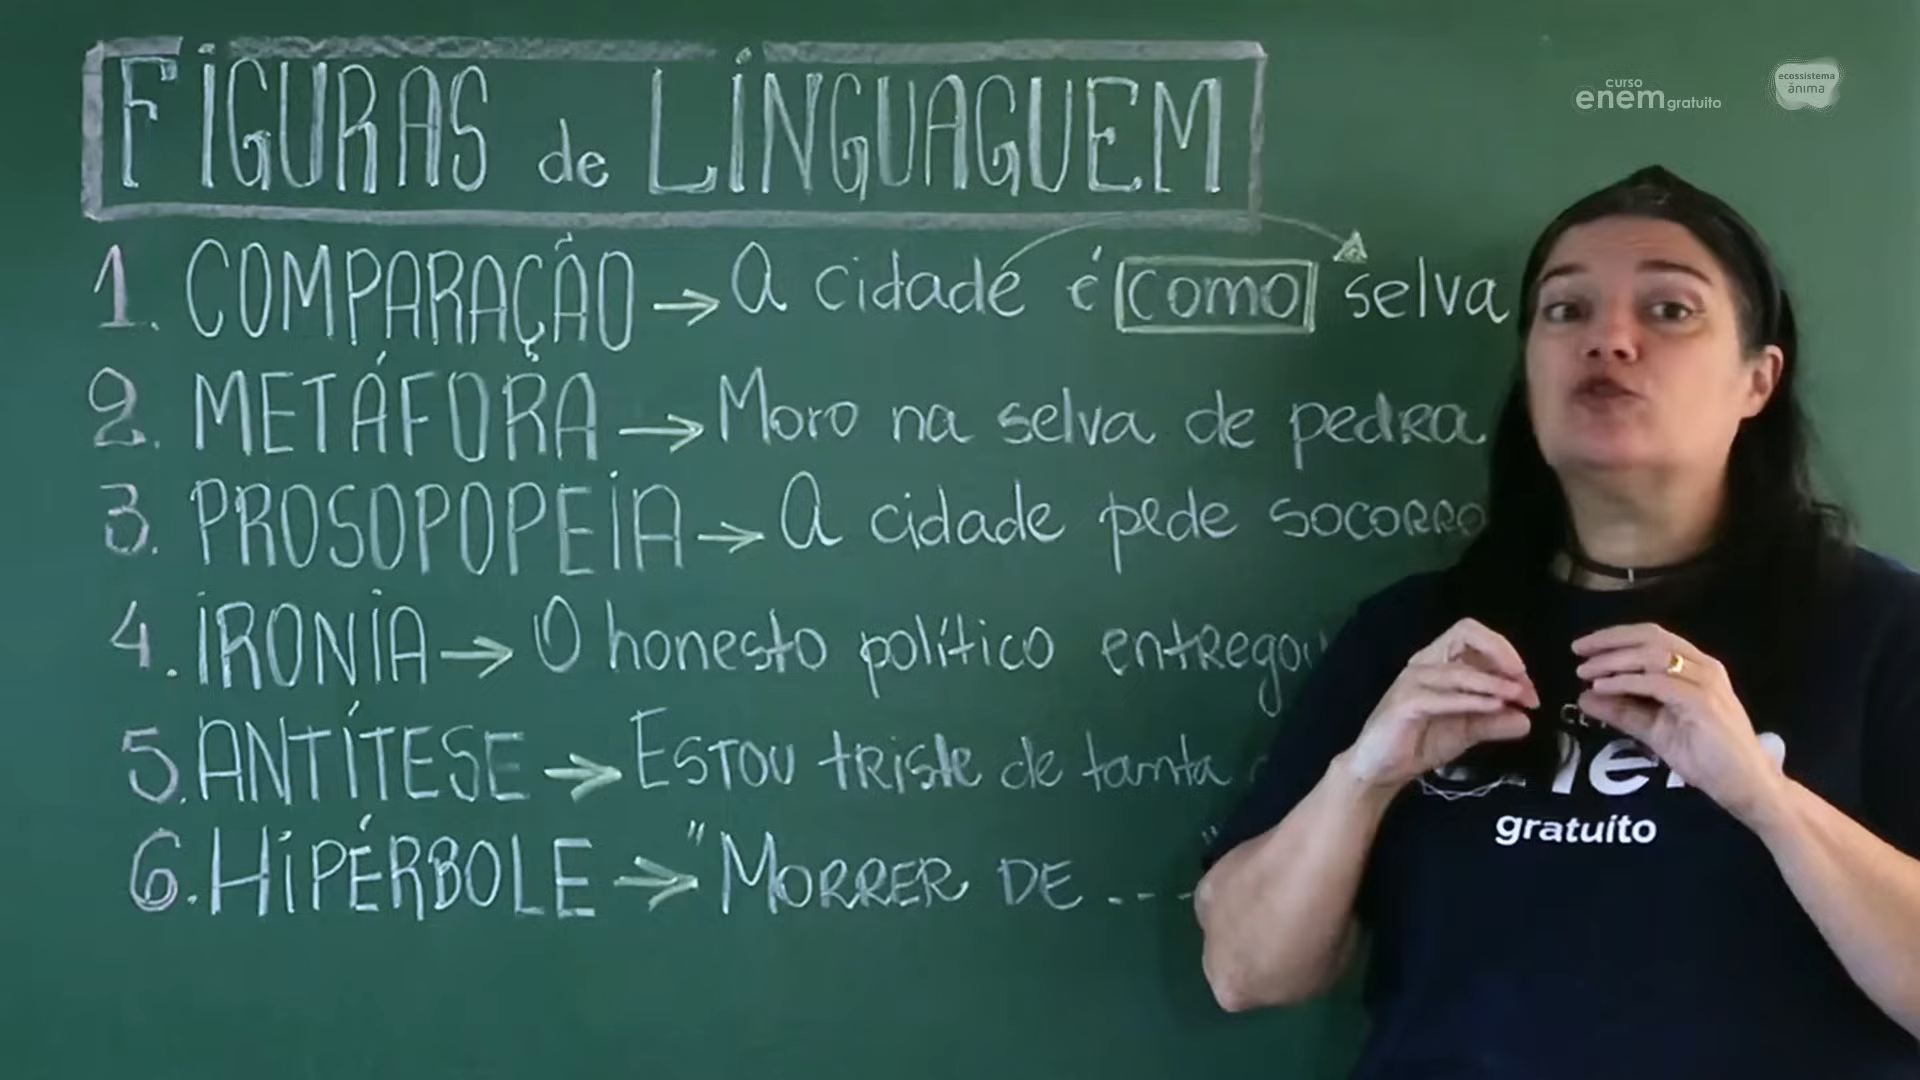 FIGURAS de LINGUAGUEM
1. COMPARAÇÃO → A cidade é como selva
2. METÁFORA → Moro na selva de pedra
3. PROSOPOPEIA → A cidade pede socorro
4. IRONIA → O honesto político entregou
5. ANTÍTESE → Estou triste de tanta
6. HIPÉRBOLE → "MORRER DE ..."
curso
enem gratuito
ecossistema
ânima
gratuito